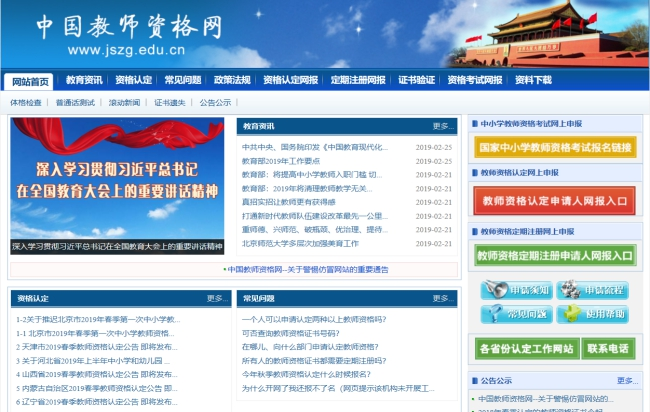 中国教师资格网
www.jszg.edu.cn
网站首页 教育资讯 资格认定 常见问题 政策法规 资格认定网报 定期注册网报 证书验证 资格考试网报 资料下载
体格检查 普通话测试 滚动新闻 证书遗失 公告公示
深入学习贯彻习近平总书记
在全国教育大会上的重要讲话精神
深入学习贯彻习近平总书记在全国教育大会上的重要讲话精神
教育资讯 更多...
中共中央、国务院印发《中国教育现代化... 2019-02-25
教育部2019年工作要点 2019-02-25
教育部：将提高中小学教师入职门槛 切... 2019-02-21
教育部：2019年将清理教师教学无关... 2019-02-21
真招实招让教师更有获得感 2019-02-21
打通新时代教师队伍建设改革最先一公里... 2019-02-21
重师德、兴师范、破瓶颈、优治理、提待... 2019-02-21
北京师范大学多层次加强美育工作 2019-02-21
中国教师资格网--关于警惕仿冒网站的重要通告
资格认定 更多...
1-2关于推迟北京市2019年春季第一次中小学教...
1-1 北京市2019年春季第一次中小学教师资格...
2 天津市2019春季教师资格认定公告 即将发布...
3 关于河北省2019年上半年中小学和幼儿园 ...
4 山西省2019春季教师资格认定公告 即将发布...
5 内蒙古自治区2019春季教师资格认定公告 即...
6 辽宁省2019春季教师资格认定公告 即将发布...
常见问题 更多...
一个人可以申请认定两种以上教师资格吗？
可否查询教师资格证书号码？
在哪儿、向什么部门申请认定教师资格？
所有人的教师资格证书都需要定期注册吗？
今年秋季教师资格认定什么时候报名？
为什么开网了我还报不了名（网页提示该机构未开展工...
中小学教师资格考试网上申报
国家中小学教师资格考试报名链接
教师资格认定网上申报
教师资格认定申请人网报入口
教师资格定期注册网上申报
教师资格定期注册申请人网报入口
申请须知 申请流程
常见问题 使用帮助
各省份认定工作网站 联系电话
公告公示 更多...
中国教师资格网--关于警惕仿冒网站的...